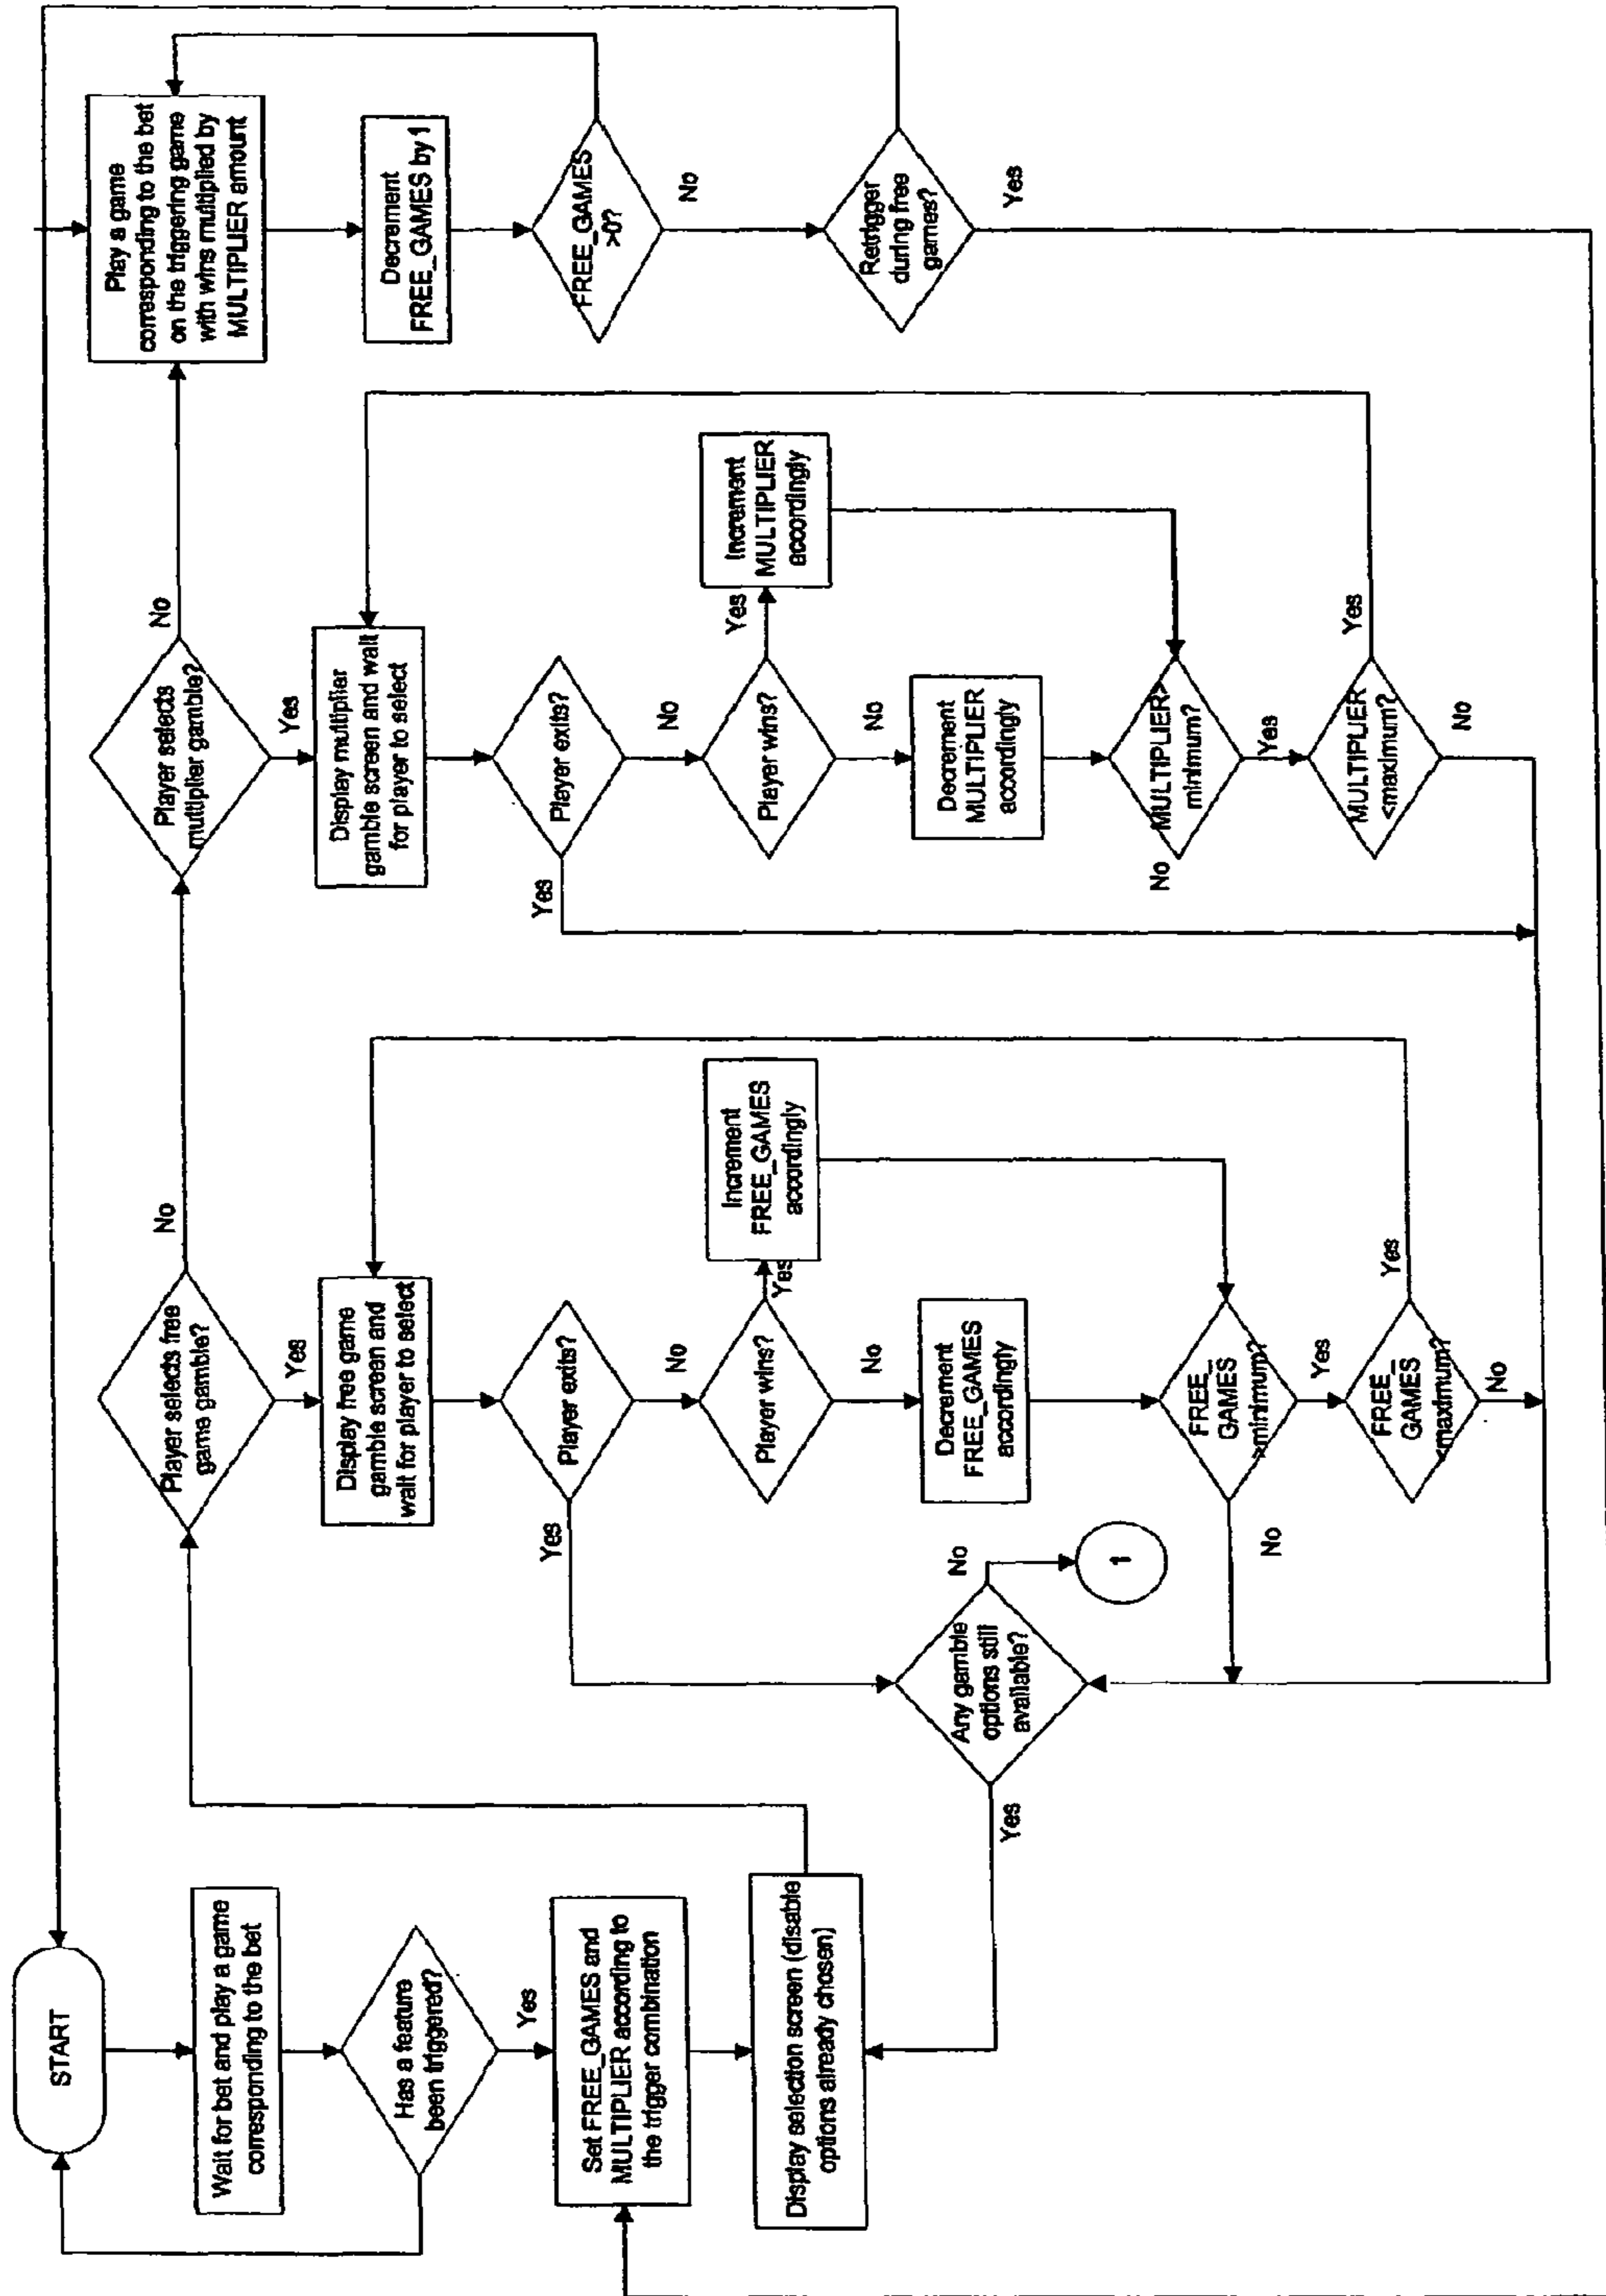 START
Wait for bet and play a game
corresponding to the bet
Has a feature
been triggered?
Yes
Set FREE_GAMES and
MULTIPLIER according to
the trigger combination
Display selection screen (disable
options already chosen)
Yes
Any gamble
options still
available?
No
1
Player selects free
game gamble?
No
Yes
Display free game
gamble screen and
wait for player to select
Player exits?
Yes
No
Player wins?
Yes
Increment
FREE_GAMES
accordingly
No
Decrement
FREE_GAMES
accordingly
FREE_
GAMES
>minimum?
No
Yes
FREE_
GAMES
<maximum?
Yes
No
Player selects
multiplier gamble?
No
Yes
Display multiplier
gamble screen and wait
for player to select
Player exits?
Yes
No
Player wins?
Yes
Increment
MULTIPLIER
accordingly
No
Decrement
MULTIPLIER
accordingly
MULTIPLIER>
minimum?
No
Yes
MULTIPLIER
<maximum?
Yes
No
Play a game
corresponding to the bet
on the triggering game
with wins multiplied by
MULTIPLIER amount
Decrement
FREE_GAMES by 1
FREE_GAMES
>0?
No
Retrigger
during free
games?
Yes